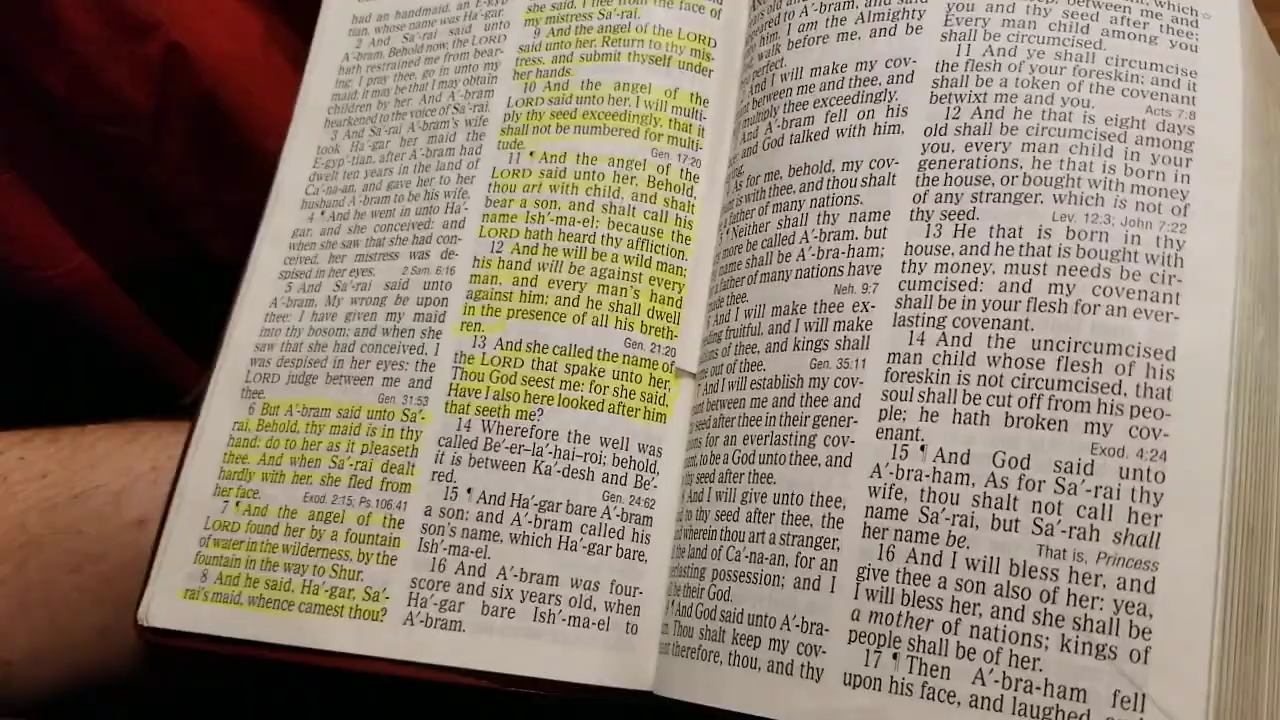 had an handmaid, an E-gyp-
tian, whose name was Ha´-gar.
2 And Sa´-rai said unto
A´-bram, Behold now, the LORD
hath restrained me from bear-
ing: I pray thee, go in unto my
maid; it may be that I may obtain
children by her. And A´-bram
hearkened to the voice of Sa´-rai.
3 And Sa´-rai A´-bram's wife
took Ha´-gar her maid the
E-gyp´-tian, after A´-bram had
dwelt ten years in the land of
Ca´-na-an, and gave her to her
husband A´-bram to be his wife.
4 ¶ And he went in unto Ha´-
gar, and she conceived: and
when she saw that she had con-
ceived, her mistress was de-
spised in her eyes. 2 Sam. 6:16
5 And Sa´-rai said unto
A´-bram, My wrong be upon
thee: I have given my maid
into thy bosom; and when she
saw that she had conceived, I
was despised in her eyes: the
LORD judge between me and
thee. Gen 31:53
6 But A´-bram said unto Sa´-
rai, Behold, thy maid is in thy
hand; do to her as it pleaseth
thee. And when Sa´-rai dealt
hardly with her, she fled from
her face. Exod. 2:15; Ps.106:41
7 ¶ And the angel of the
LORD found her by a fountain
of water in the wilderness, by the
fountain in the way to Shur.
8 And he said, Ha´-gar, Sa´-
rai's maid, whence camest thou?
she said, I flee from the face of
my mistress Sa´-rai.
9 And the angel of the LORD
said unto her, Return to thy mis-
tress, and submit thyself under
her hands.
10 And the angel of the
LORD said unto her, I will multi-
ply thy seed exceedingly, that it
shall not be numbered for multi-
tude. Gen. 17:20
11 ¶ And the angel of the
LORD said unto her, Behold,
thou art with child, and shalt
bear a son, and shalt call his
name Ish´-ma-el; because the
LORD hath heard thy affliction.
12 And he will be a wild man;
his hand will be against every
man, and every man's hand
against him; and he shall dwell
in the presence of all his breth-
ren. Gen. 21:20
13 And she called the name of
the LORD that spake unto her,
Thou God seest me: for she said,
Have I also here looked after him
that seeth me?
14 Wherefore the well was
called Be´-er–la´-hai–roi; behold,
it is between Ka´-desh and Be´-
red. Gen. 24:62
15 ¶ And Ha´-gar bare A´-bram
a son: and A´-bram called his
son's name, which Ha´-gar bare,
Ish´-ma-el.
16 And A´-bram was four-
score and six years old, when
Ha´-gar bare Ish´-ma-el to
A´-bram.
to A´-bram, and said
him, I am the Almighty
walk before me, and be
perfect.
And I will make my cov-
between me and thee, and
multiply thee exceedingly.
And A´-bram fell on his
and God talked with him,
As for me, behold, my cov-
is with thee, and thou shalt
father of many nations.
¶ Neither shall thy name
more be called A´-bram, but
name shall be A´-bra-ham;
father of many nations have
thee. Neh. 9:7
And I will make thee ex-
fruitful, and I will make
of thee, and kings shall
out of thee. Gen. 35:11
And I will establish my cov-
between me and thee and
seed after thee in their gener-
for an everlasting cov-
to be a God unto thee, and
thy seed after thee.
And I will give unto thee,
to thy seed after thee, the
wherein thou art a stranger,
the land of Ca´-na-an, for an
possession; and I
be their God.
¶ And God said unto A´-bra-
Thou shalt keep my cov-
therefore, thou, and thy
which
between me and
you and thy seed after thee;
Every man child among you
shall be circumcised.
11 And ye shall circumcise
the flesh of your foreskin; and it
shall be a token of the covenant
betwixt me and you. Acts 7:8
12 And he that is eight days
old shall be circumcised among
you, every man child in your
generations, he that is born in
the house, or bought with money
of any stranger, which is not of
thy seed. Lev. 12:3; John 7:22
13 He that is born in thy
house, and he that is bought with
thy money, must needs be cir-
cumcised: and my covenant
shall be in your flesh for an ever-
lasting covenant.
14 And the uncircumcised
man child whose flesh of his
foreskin is not circumcised, that
soul shall be cut off from his peo-
ple; he hath broken my cov-
enant. Exod. 4:24
15 ¶ And God said unto
A´-bra-ham, As for Sa´-rai thy
wife, thou shalt not call her
name Sa´-rai, but Sa´-rah shall
her name be. That is, Princess
16 And I will bless her, and
give thee a son also of her: yea,
I will bless her, and she shall be
a mother of nations; kings of
people shall be of her.
17 ¶ Then A´-bra-ham fell
upon his face, and laughed,